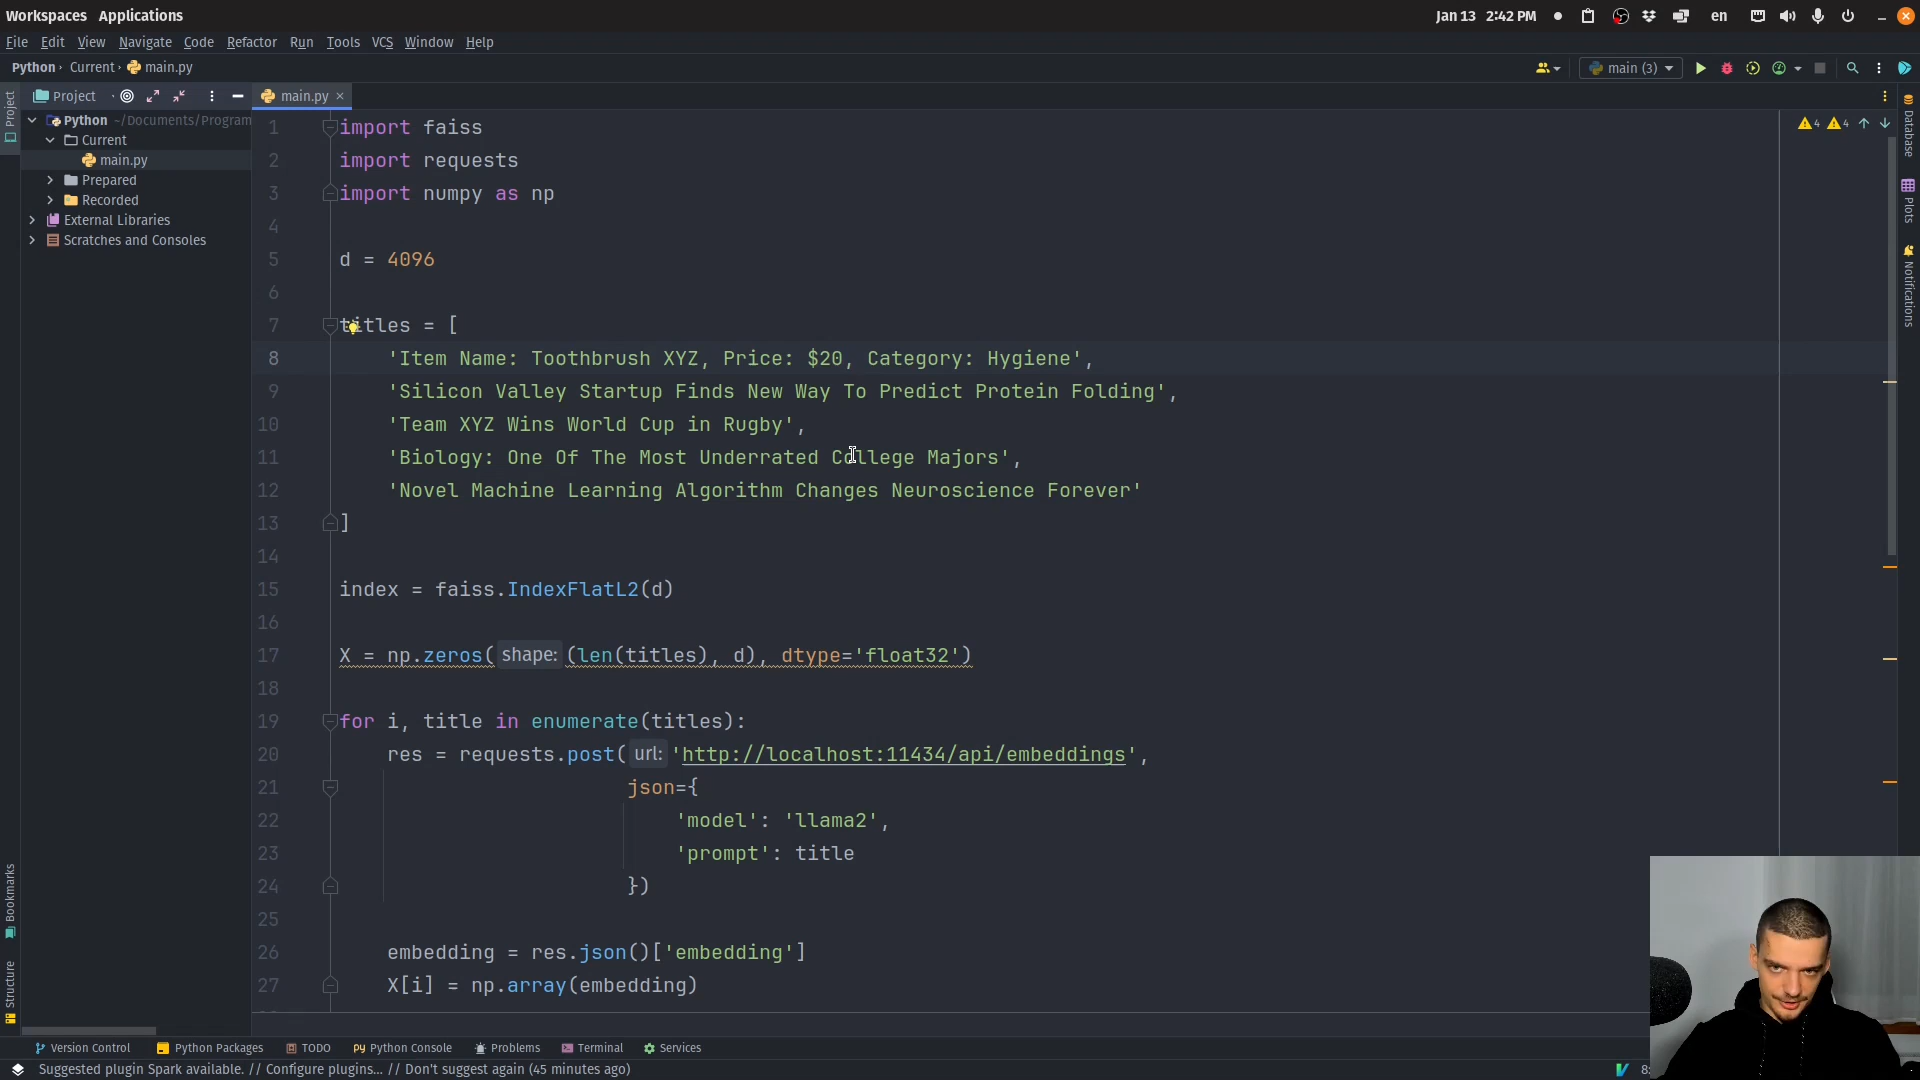 Workspaces Applications
Jan 13 2:42 PM
en
File Edit View Navigate Code Refactor Run Tools VCS Window Help
Python Current main.py
main (3)
Project
main.py
Python ~/Documents/Program
Current
main.py
Prepared
Recorded
External Libraries
Scratches and Consoles
Project
Bookmarks
Structure
Database
Plots
Notifications
4 4
1 import faiss
2 import requests
3 import numpy as np
4
5 d = 4096
6
7 titles = [
8 'Item Name: Toothbrush XYZ, Price: $20, Category: Hygiene',
9 'Silicon Valley Startup Finds New Way To Predict Protein Folding',
10 'Team XYZ Wins World Cup in Rugby',
11 'Biology: One Of The Most Underrated College Majors',
12 'Novel Machine Learning Algorithm Changes Neuroscience Forever'
13 ]
14
15 index = faiss.IndexFlatL2(d)
16
17 X = np.zeros( shape: (len(titles), d), dtype='float32')
18
19 for i, title in enumerate(titles):
20 res = requests.post( url: 'http://localhost:11434/api/embeddings',
21 json={
22 'model': 'llama2',
23 'prompt': title
24 })
25
26 embedding = res.json()['embedding']
27 X[i] = np.array(embedding)
Version Control Python Packages TODO Python Console Problems Terminal Services
Suggested plugin Spark available. // Configure plugins... // Don't suggest again (45 minutes ago)
8: